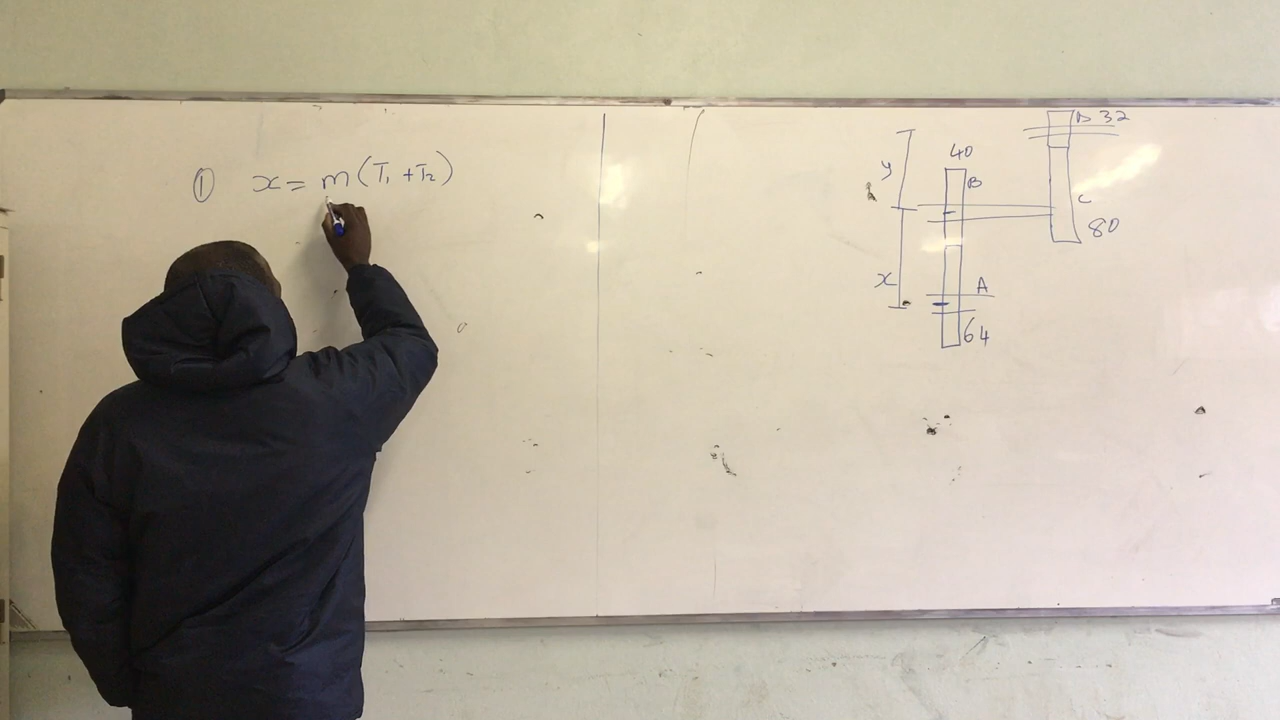 ① x = m (T₁ + T₂)
D 32
40
y
B
C
80
x
A
64